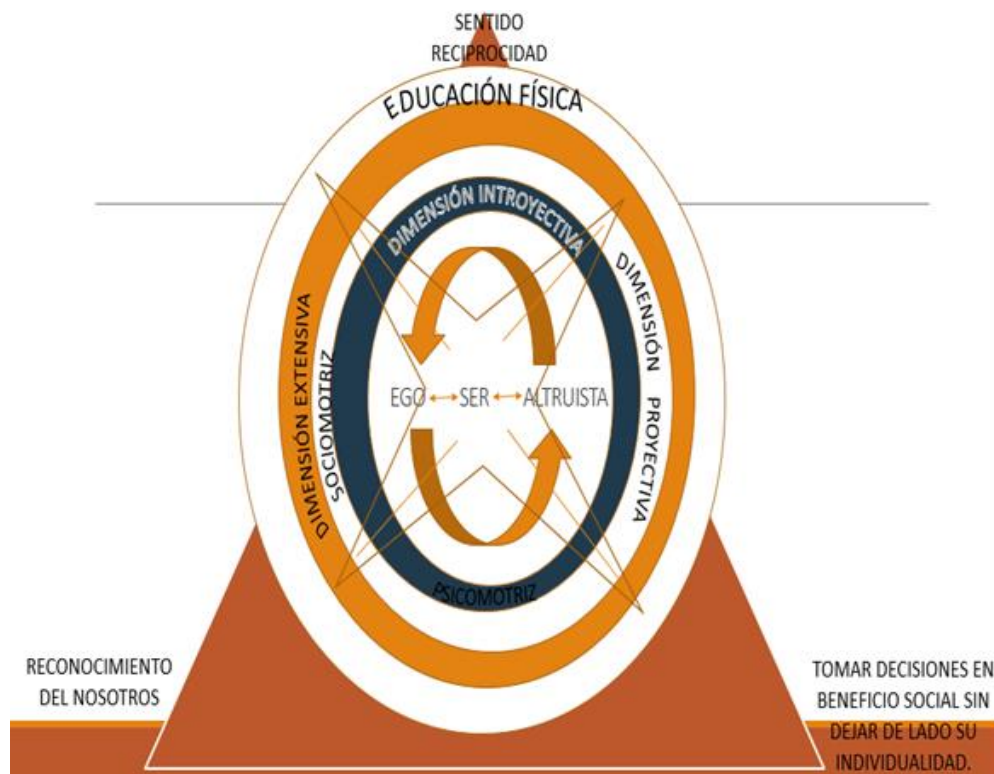 SENTIDO
RECIPROCIDAD
EDUCACIÓN FÍSICA
DIMENSIÓN INTROYECTIVA
DIMENSIÓN PROYECTIVA
DIMENSIÓN EXTENSIVA
SOCIOMOTRIZ
EGO SER ALTRUISTA
PSICOMOTRIZ
RECONOCIMIENTO
DEL NOSOTROS
TOMAR DECISIONES EN
BENEFICIO SOCIAL SIN
DEJAR DE LADO SU
INDIVIDUALIDAD.